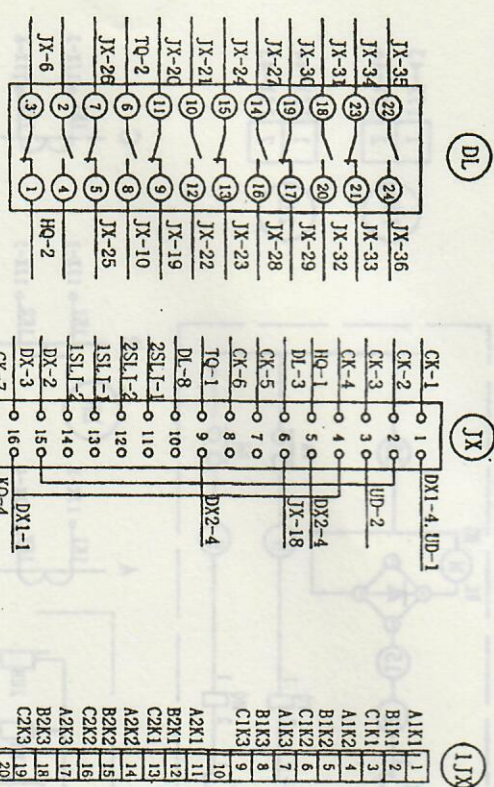 DL
JX-35 22 24 JX-36
JX-34 23 21 JX-33
JX-31 18 20 JX-32
JX-30 19 17 JX-29
JX-27 14 16 JX-28
JX-24 15 13 JX-23
JX-21 10 12 JX-22
JX-20 11 9 JX-19
TQ-2 6 8 JX-10
JX-26 7 5 JX-25
2 4
JX-6 3 1 HQ-2
JX
CK-1 1 DX1-4, UD-1
CK-2 2
CK-3 3 UD-2
CK-4 4
HQ-1 5 DX2-4
DL-3 6 JX-18
CK-5 7
CK-6 8
TQ-1 9 DX2-4
DL-8 10
2SLT-1 11
2SLT-2 12
1SLT-1 13
1SLT-2 14
DX-2 15
DX-3 16 DX1-1
CK-7
1JX
A1K1 1
B1K1 2
C1K1 3
A1K2 4
B1K2 5
C1K2 6
A1K3 7
B1K3 8
C1K3 9
10
A2K1 11
B2K1 12
C2K1 13
A2K2 14
B2K2 15
C2K2 16
A2K3 17
B2K3 18
C2K3 19
20